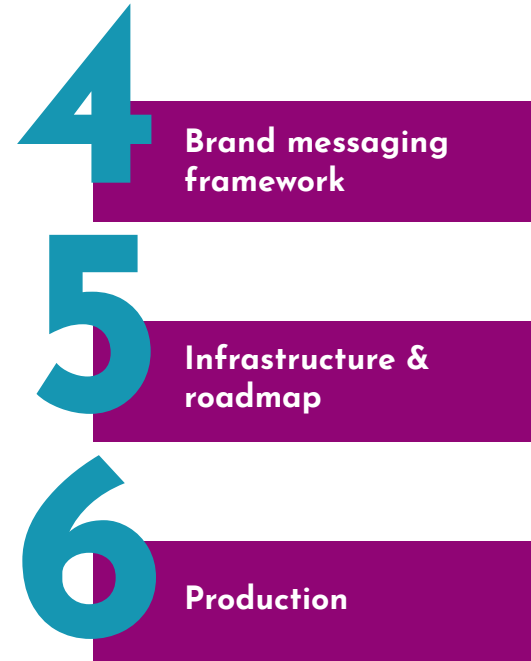 4
Brand messaging
framework
5
Infrastructure &
roadmap
6
Production